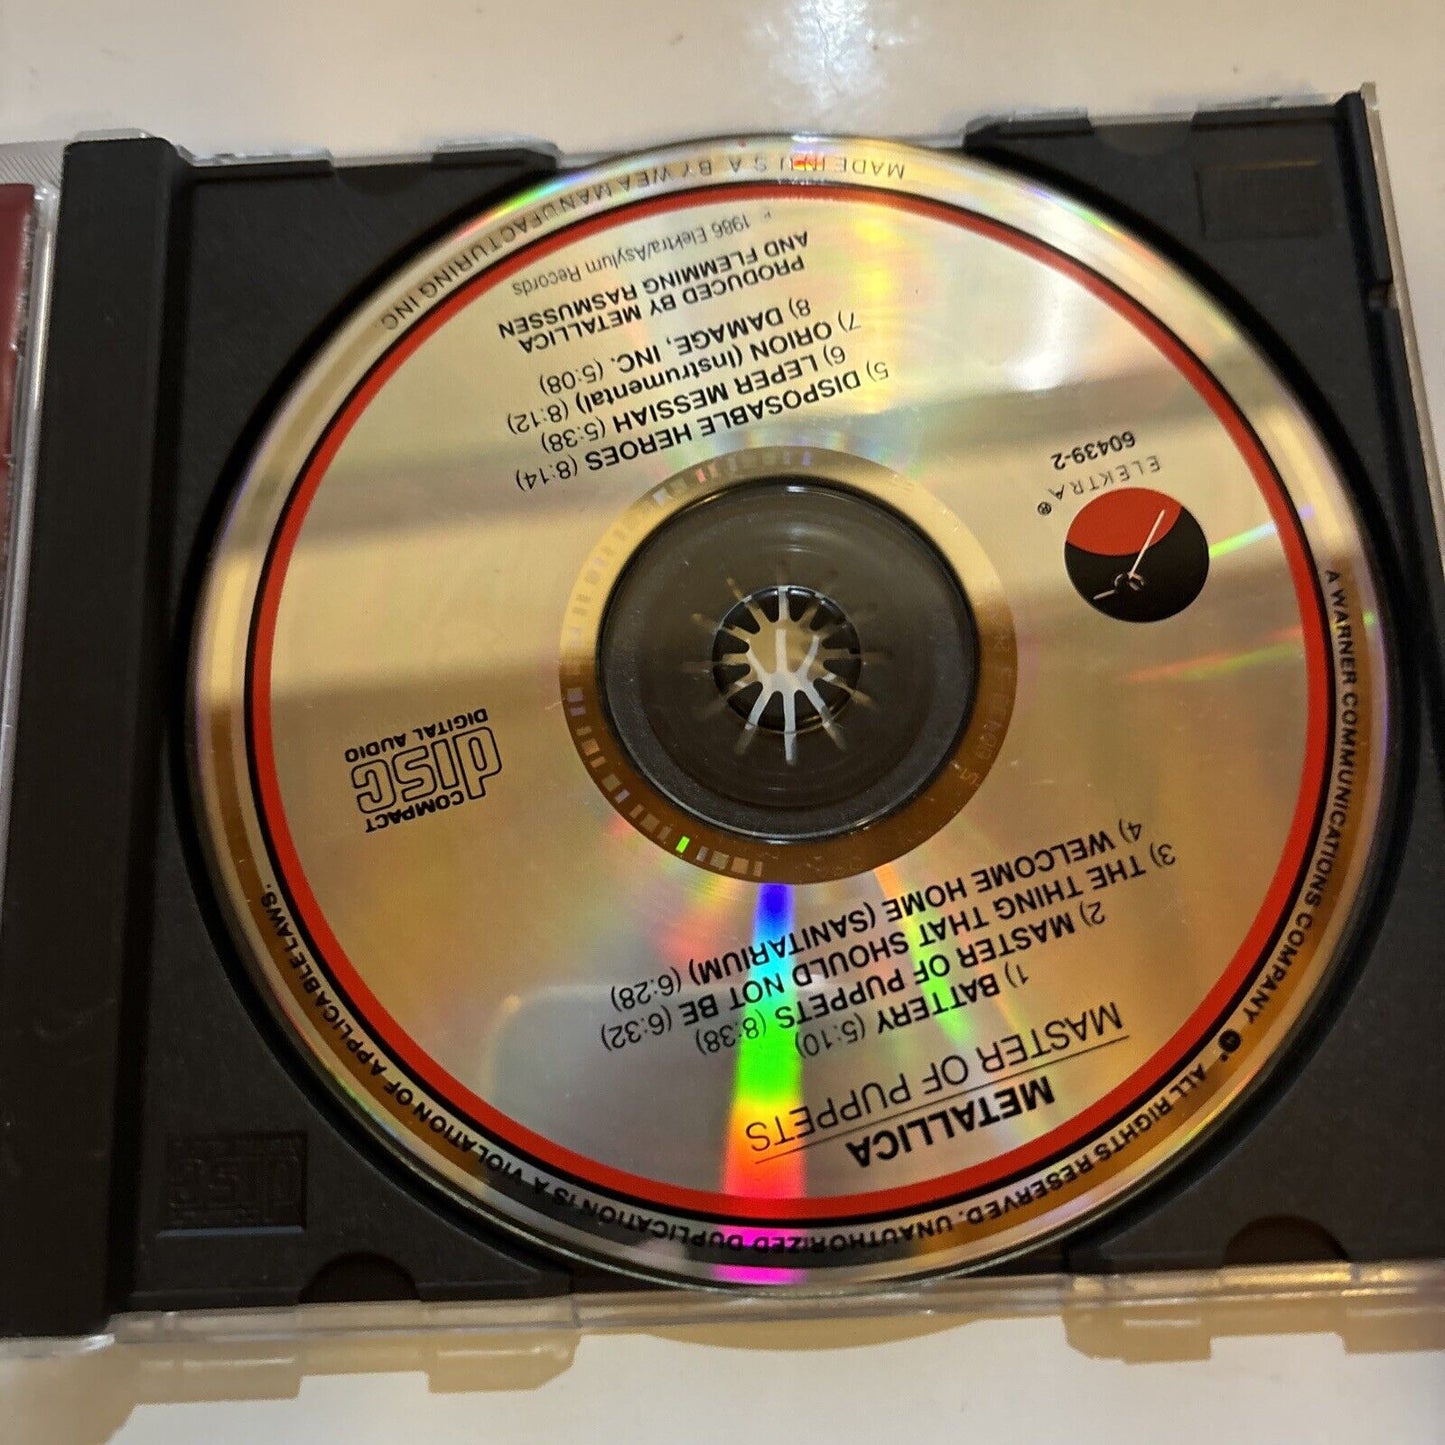 METALLICA
MASTER OF PUPPETS
1) BATTERY (5:10)
2) MASTER OF PUPPETS (8:38)
3) THE THING THAT SHOULD NOT BE (6:32)
4) WELCOME HOME (SANITARIUM) (6:28)
COMPACT
disc
DIGITAL AUDIO
ELEKTRA®
60439-2
5) DISPOSABLE HEROES (8:14)
6) LEPER MESSIAH (5:38)
7) ORION (Instrumental) (8:12)
8) DAMAGE, INC. (5:08)
PRODUCED BY METALLICA
AND FLEMMING RASMUSSEN
℗ 1986 Elektra/Asylum Records
MADE IN U.S.A. BY WEA MANUFACTURING INC.
A WARNER COMMUNICATIONS COMPANY ALL RIGHTS RESERVED. UNAUTHORIZED DUPLICATION IS A VIOLATION OF APPLICABLE LAWS.
disc